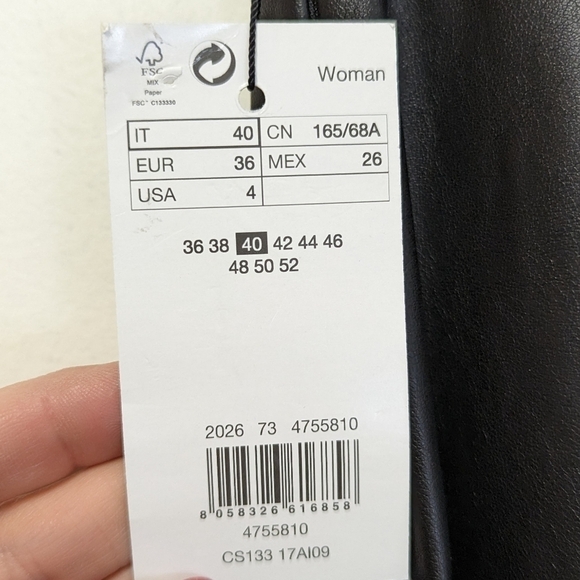 FSC
MIX
Paper
FSC® C133330
Woman
IT 40 CN 165/68A
EUR 36 MEX 26
USA 4
36 38 40 42 44 46
48 50 52
2026 73 4755810
8 058326 616858
4755810
CS133 17AI09